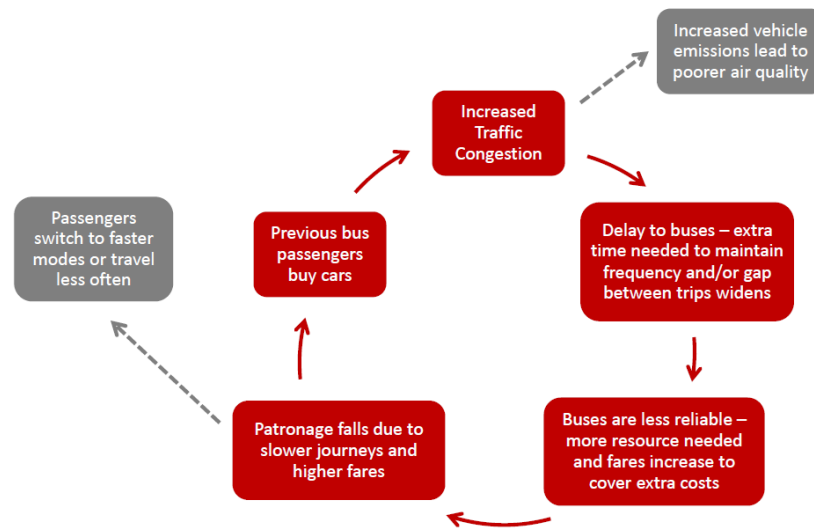 Increased vehicle
emissions lead to
poorer air quality
Increased
Traffic
Congestion
Delay to buses – extra
time needed to maintain
frequency and/or gap
between trips widens
Buses are less reliable –
more resource needed
and fares increase to
cover extra costs
Patronage falls due to
slower journeys and
higher fares
Previous bus
passengers
buy cars
Passengers
switch to faster
modes or travel
less often